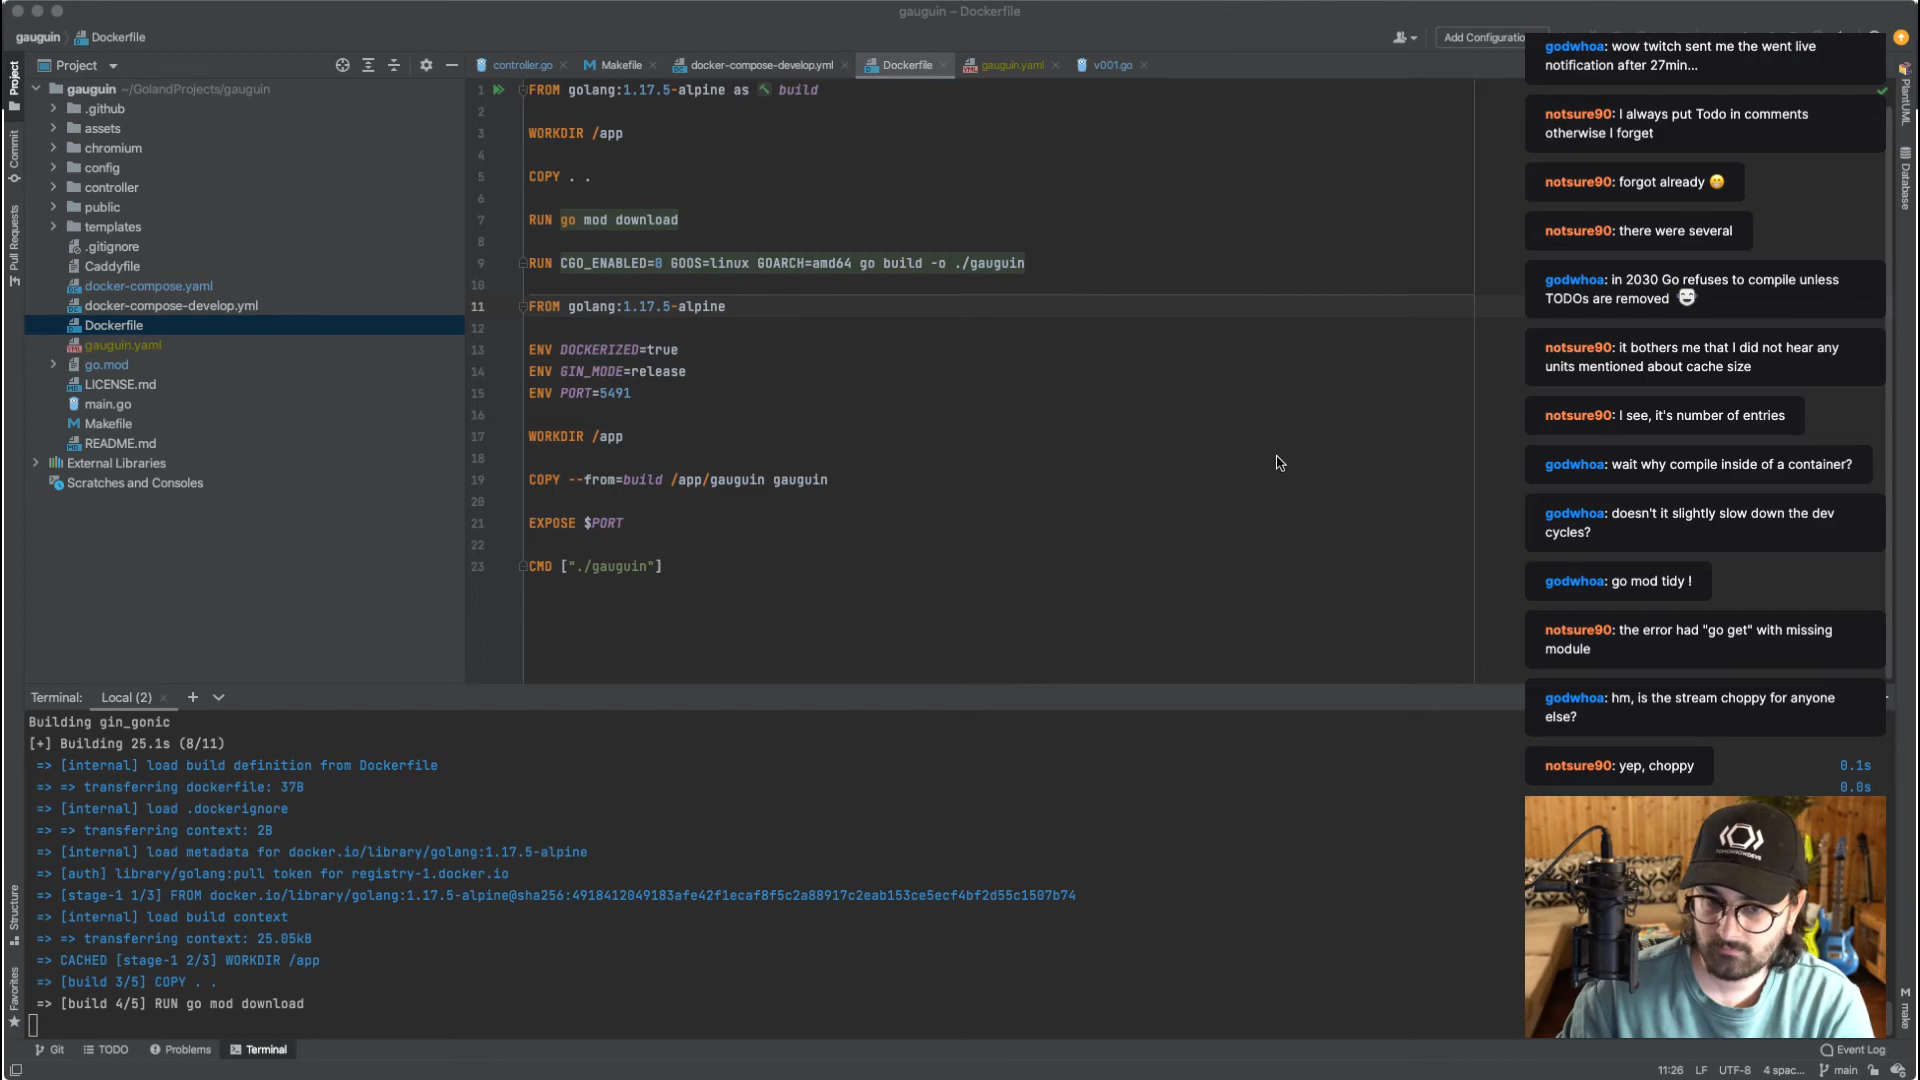 gauguin – Dockerfile
gauguin
Dockerfile
Add Configuratio
Project
controller.go
Makefile
docker-compose-develop.yml
Dockerfile
gauguin.yaml
v001.go
Project
Commit
Pull Requests
Structure
Favorites
gauguin ~/GolandProjects/gauguin
.github
assets
chromium
config
controller
public
templates
.gitignore
Caddyfile
docker-compose.yaml
docker-compose-develop.yml
Dockerfile
gauguin.yaml
go.mod
LICENSE.md
main.go
Makefile
README.md
External Libraries
Scratches and Consoles
1 FROM golang:1.17.5-alpine as build
2
3 WORKDIR /app
4
5 COPY . .
6
7 RUN go mod download
8
9 RUN CGO_ENABLED=0 GOOS=linux GOARCH=amd64 go build -o ./gauguin
10
11 FROM golang:1.17.5-alpine
12
13 ENV DOCKERIZED=true
14 ENV GIN_MODE=release
15 ENV PORT=5491
16
17 WORKDIR /app
18
19 COPY --from=build /app/gauguin gauguin
20
21 EXPOSE $PORT
22
23 CMD ["./gauguin"]
godwhoa: wow twitch sent me the went live
notification after 27min...
notsure90: I always put Todo in comments
otherwise I forget
notsure90: forgot already
notsure90: there were several
godwhoa: in 2030 Go refuses to compile unless
TODOs are removed
notsure90: it bothers me that I did not hear any
units mentioned about cache size
notsure90: I see, it's number of entries
godwhoa: wait why compile inside of a container?
godwhoa: doesn't it slightly slow down the dev
cycles?
godwhoa: go mod tidy !
notsure90: the error had "go get" with missing
module
godwhoa: hm, is the stream choppy for anyone
else?
notsure90: yep, choppy
PlantUML
Database
make
Terminal: Local (2)
Building gin_gonic
[+] Building 25.1s (8/11)
=> [internal] load build definition from Dockerfile 0.1s
=> => transferring dockerfile: 37B 0.0s
=> [internal] load .dockerignore
=> => transferring context: 2B
=> [internal] load metadata for docker.io/library/golang:1.17.5-alpine
=> [auth] library/golang:pull token for registry-1.docker.io
=> [stage-1 1/3] FROM docker.io/library/golang:1.17.5-alpine@sha256:4918412049183afe42f1ecaf8f5c2a88917c2eab153ce5ecf4bf2d55c1507b74
=> [internal] load build context
=> => transferring context: 25.05kB
=> CACHED [stage-1 2/3] WORKDIR /app
=> [build 3/5] COPY . .
=> [build 4/5] RUN go mod download
TOMORROWDEVS
Git
TODO
Problems
Terminal
Event Log
11:26 LF UTF-8 4 spac... main